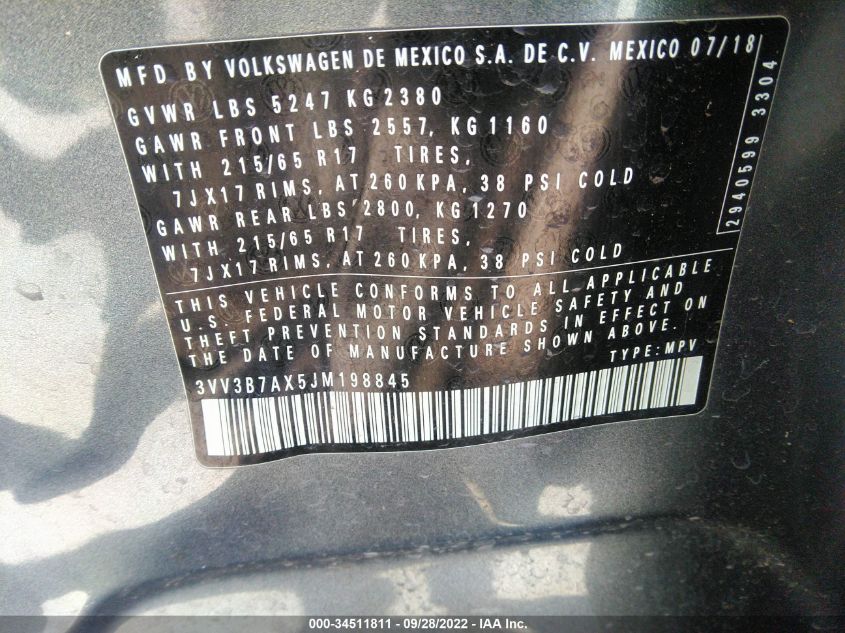 MFD BY VOLKSWAGEN DE MEXICO S.A. DE C.V. MEXICO 07/18
GVWR LBS 5247 KG 2380
GAWR FRONT LBS 2557, KG 1160
WITH 215/65 R17 TIRES,
7JX17 RIMS, AT 260 KPA, 38 PSI COLD
GAWR REAR LBS 2800, KG 1270
WITH 215/65 R17 TIRES,
7JX17 RIMS, AT 260 KPA, 38 PSI COLD
2940599 3304
THIS VEHICLE CONFORMS TO ALL APPLICABLE
U.S. FEDERAL MOTOR VEHICLE SAFETY AND
THEFT PREVENTION STANDARDS IN EFFECT ON
THE DATE OF MANUFACTURE SHOWN ABOVE.
TYPE: MPV
3VV3B7AX5JM198845
000-34511811 - 09/28/2022 - IAA Inc.